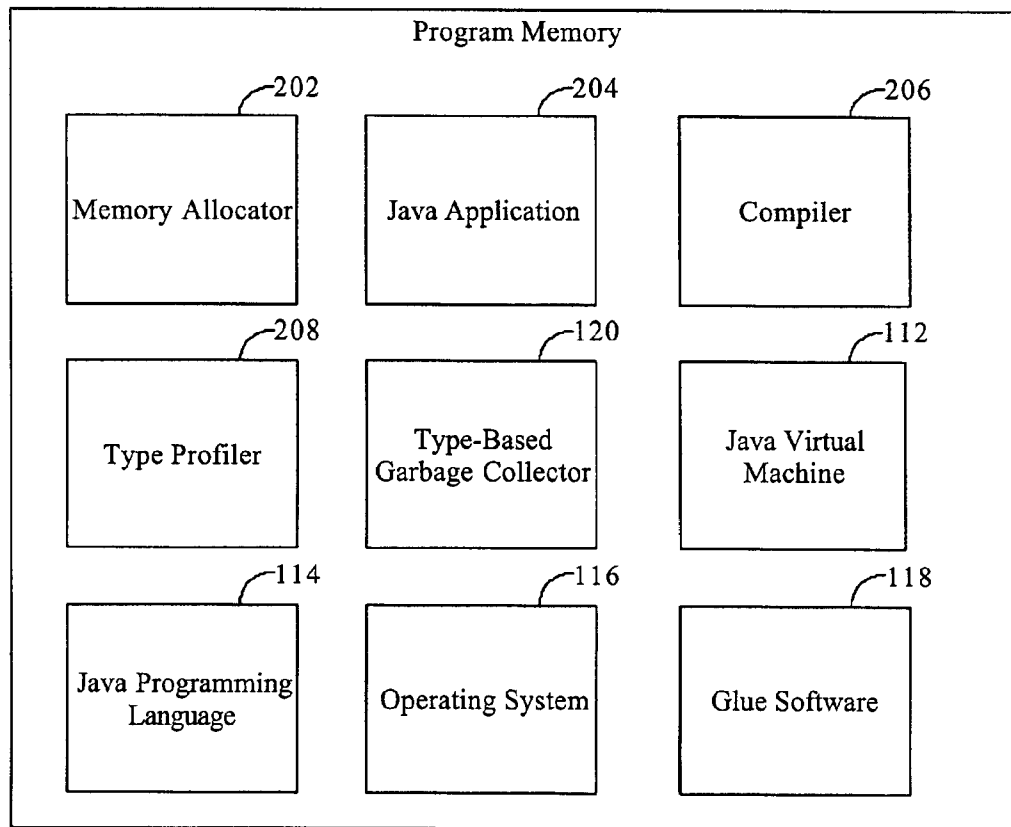 Program Memory
202
204
206
Memory Allocator
Java Application
Compiler
208
120
112
Type Profiler
Type-Based
Garbage Collector
Java Virtual
Machine
114
116
118
Java Programming
Language
Operating System
Glue Software